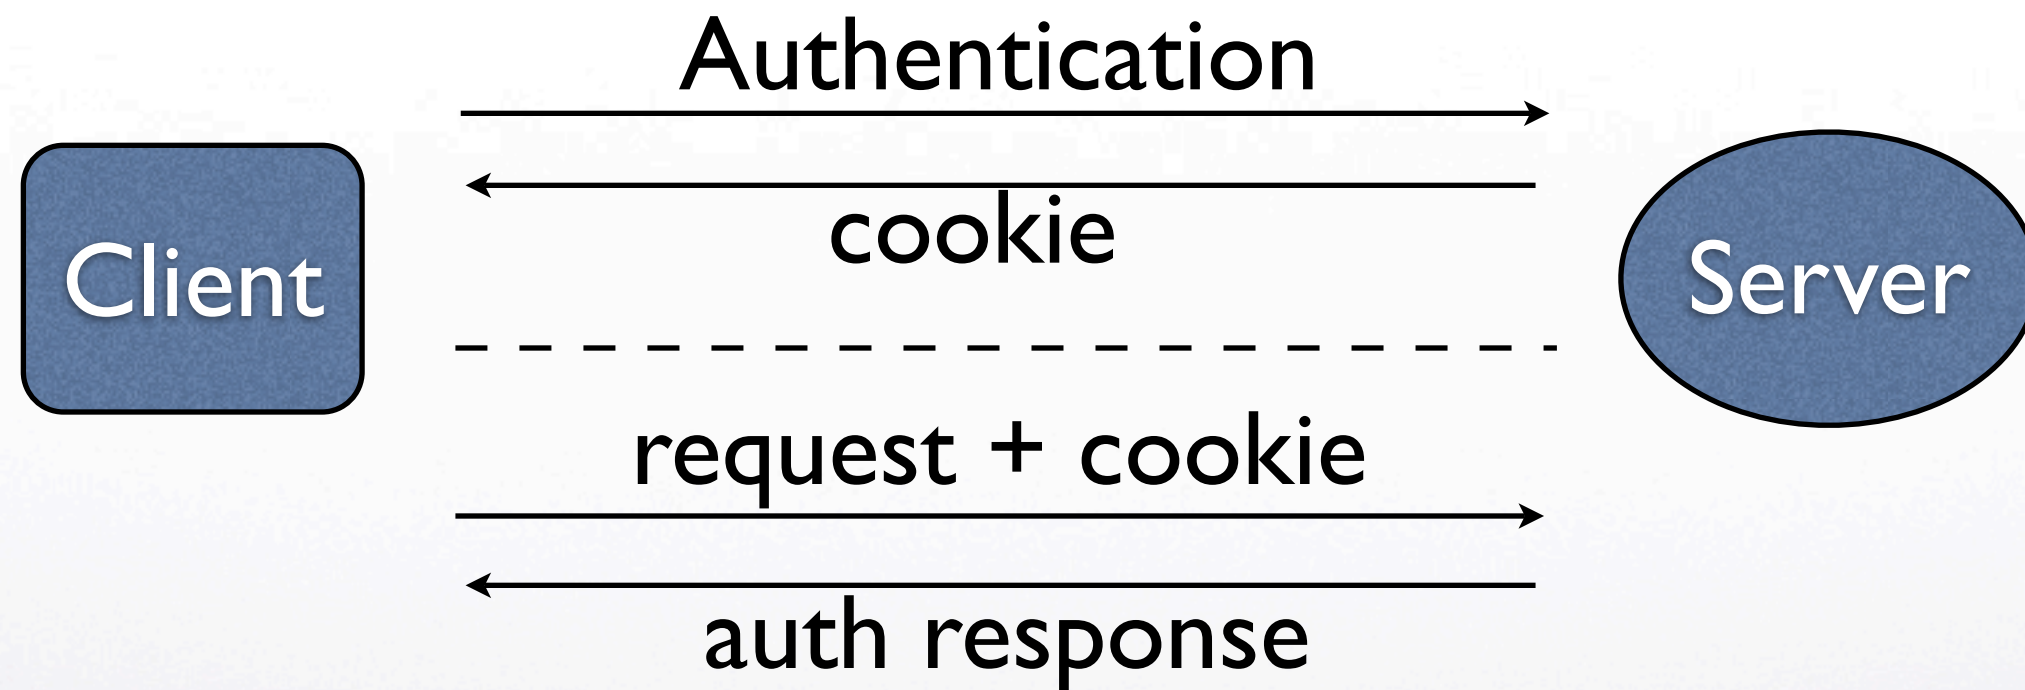 Authentication
cookie
Client
Server
request + cookie
auth response